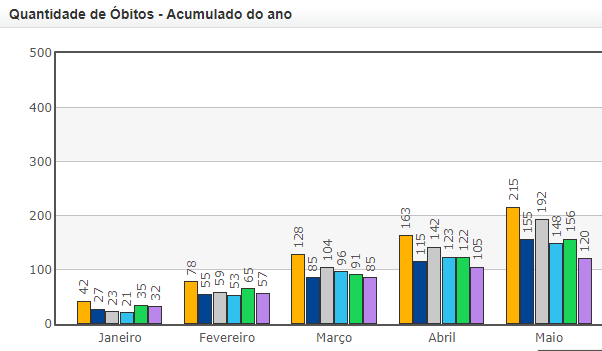 Quantidade de Óbitos - Acumulado do ano
500
400
300
200
100
0
42 27 23 21 35 32
78 55 59 53 65 57
128 85 104 96 91 85
163 115 142 123 122 105
215 155 192 148 156 120
Janeiro Fevereiro Março Abril Maio